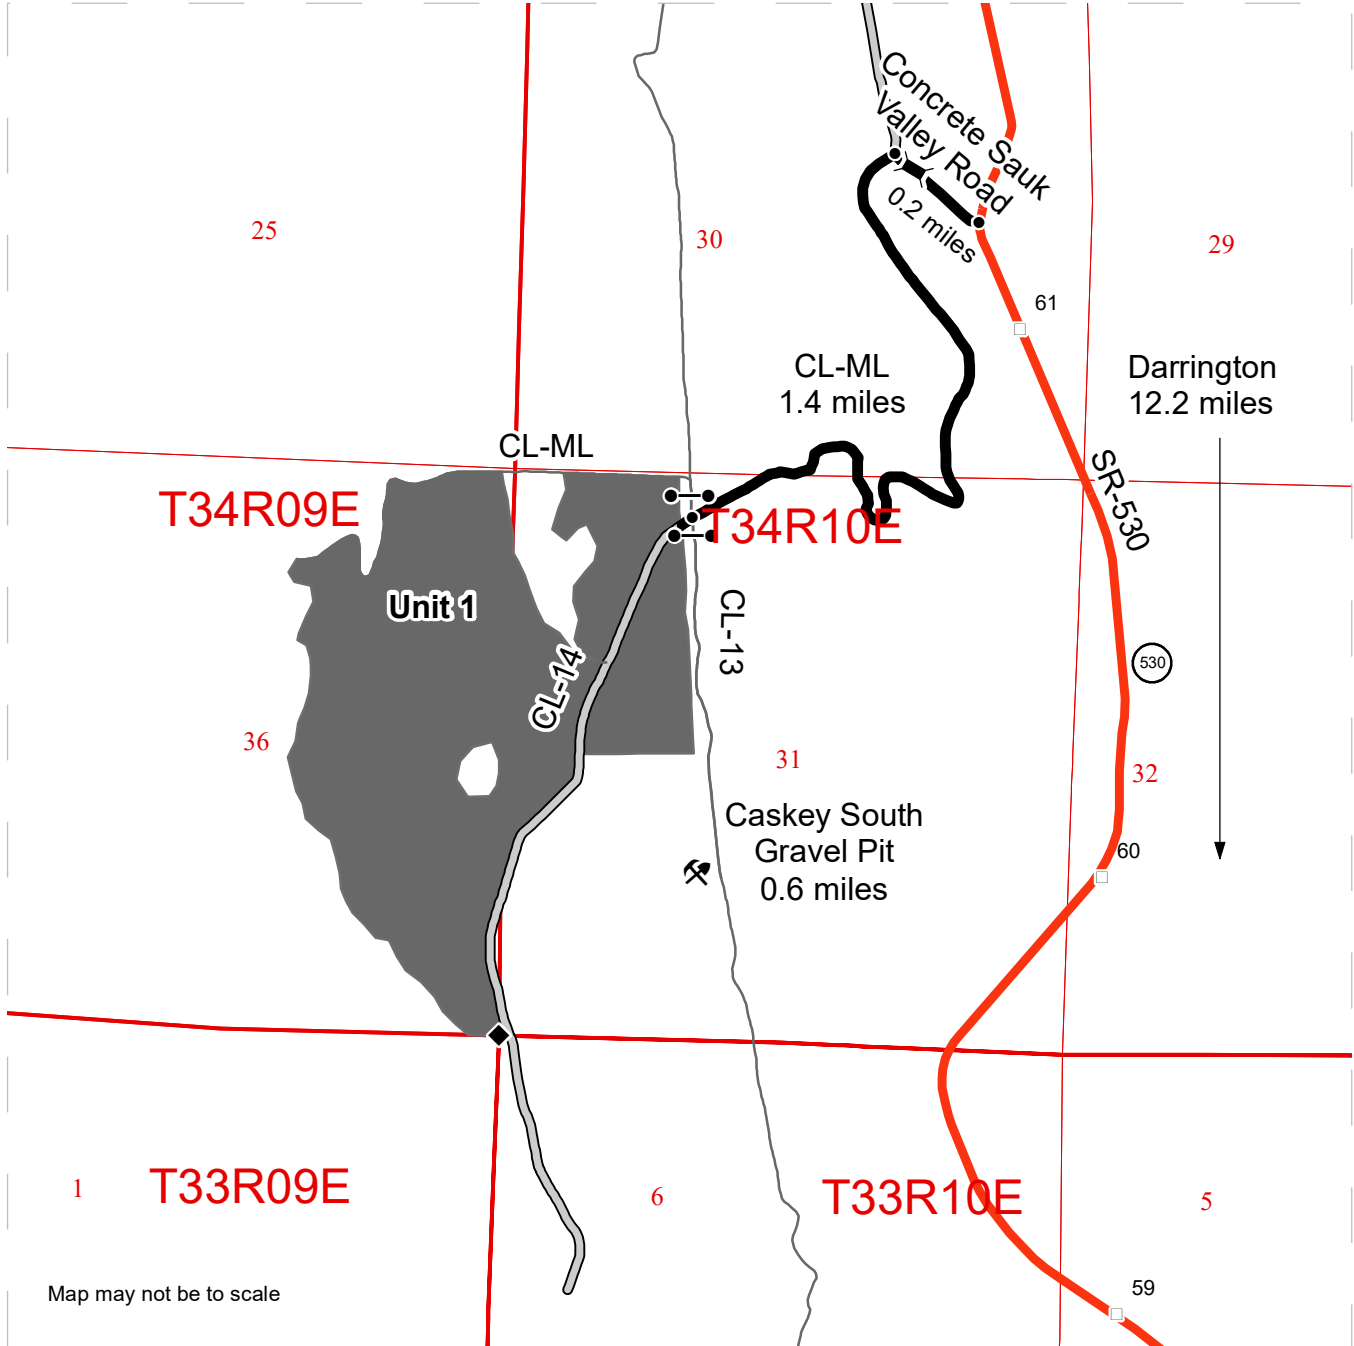 Concrete Sauk
Valley Road
0.2 miles
25
30
29
61
CL-ML
1.4 miles
Darrington
12.2 miles
CL-ML
SR-530
T34R09E
T34R10E
Unit 1
CL-13
CL-14
530
36
31
32
Caskey South
Gravel Pit
0.6 miles
60
1
T33R09E
6
T33R10E
5
59
Map may not be to scale